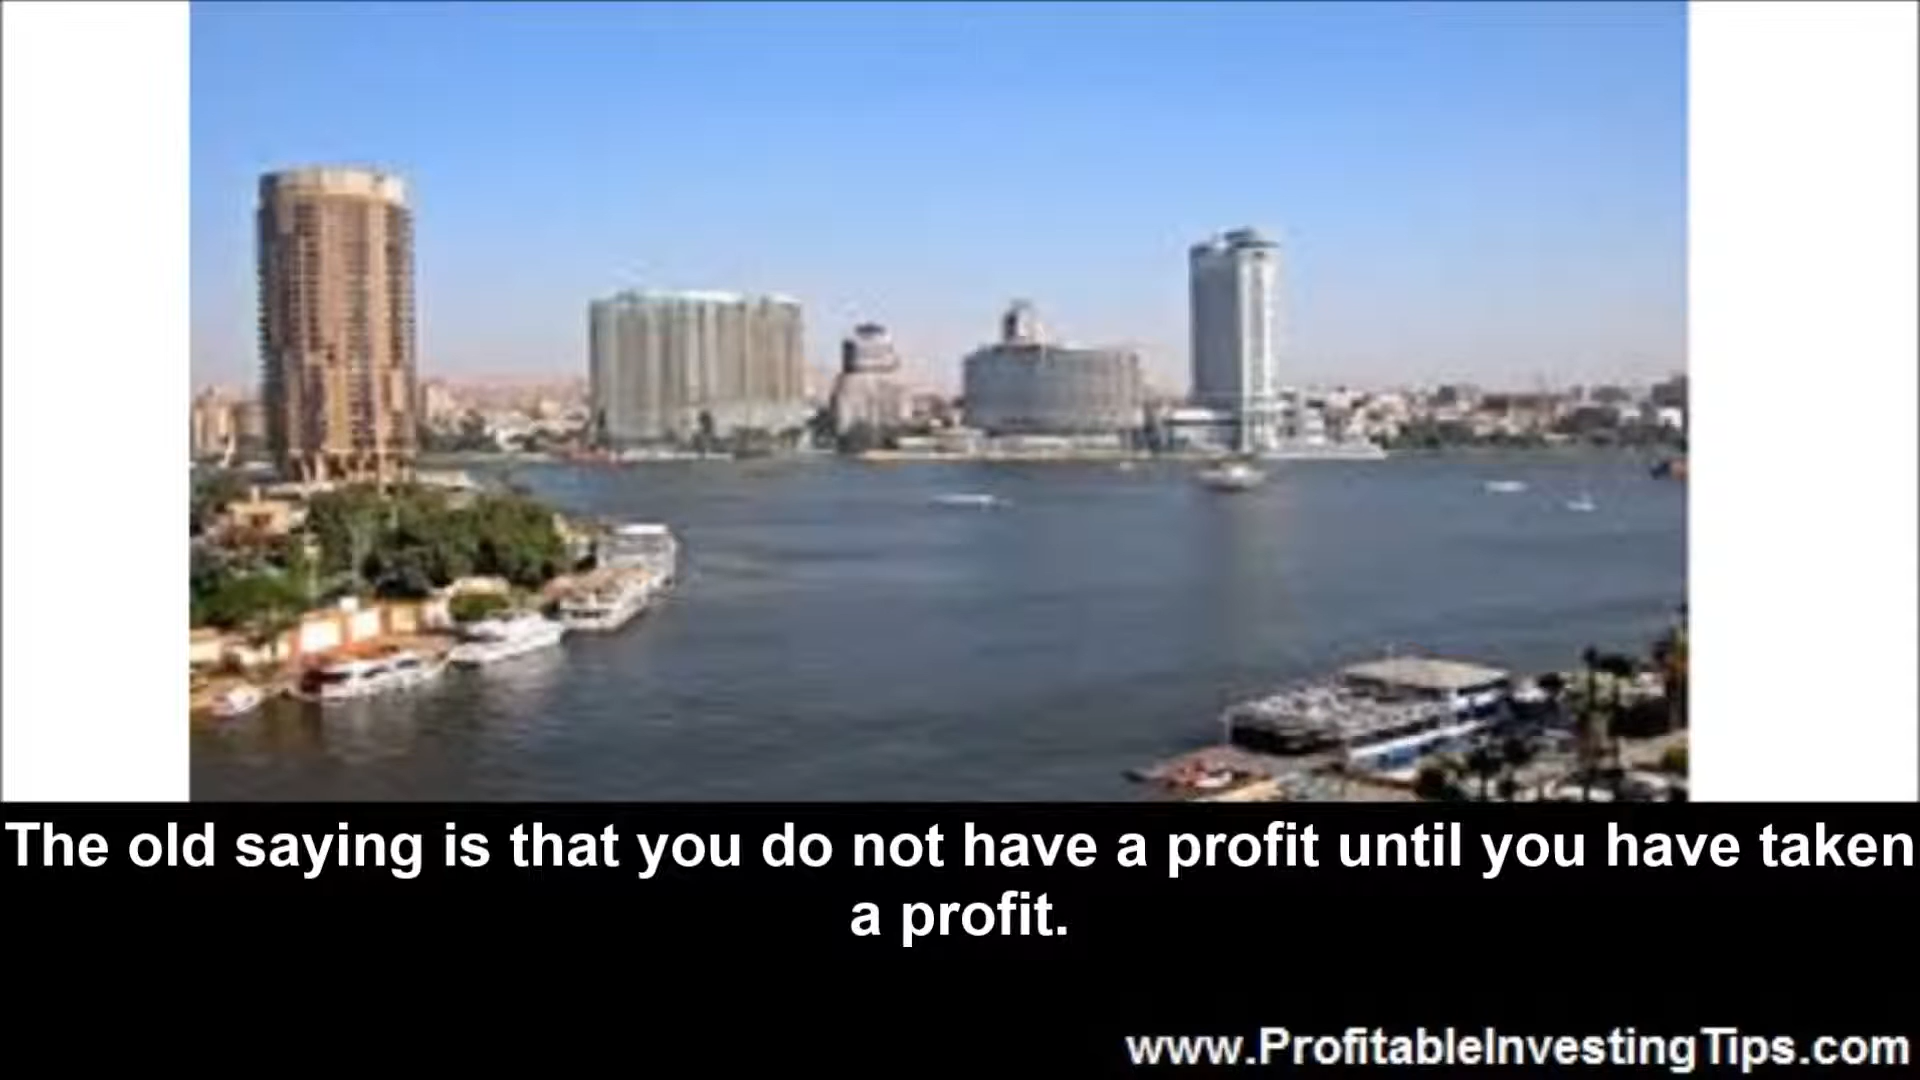 The old saying is that you do not have a profit until you have taken
a profit.
www.ProfitableInvestingTips.com